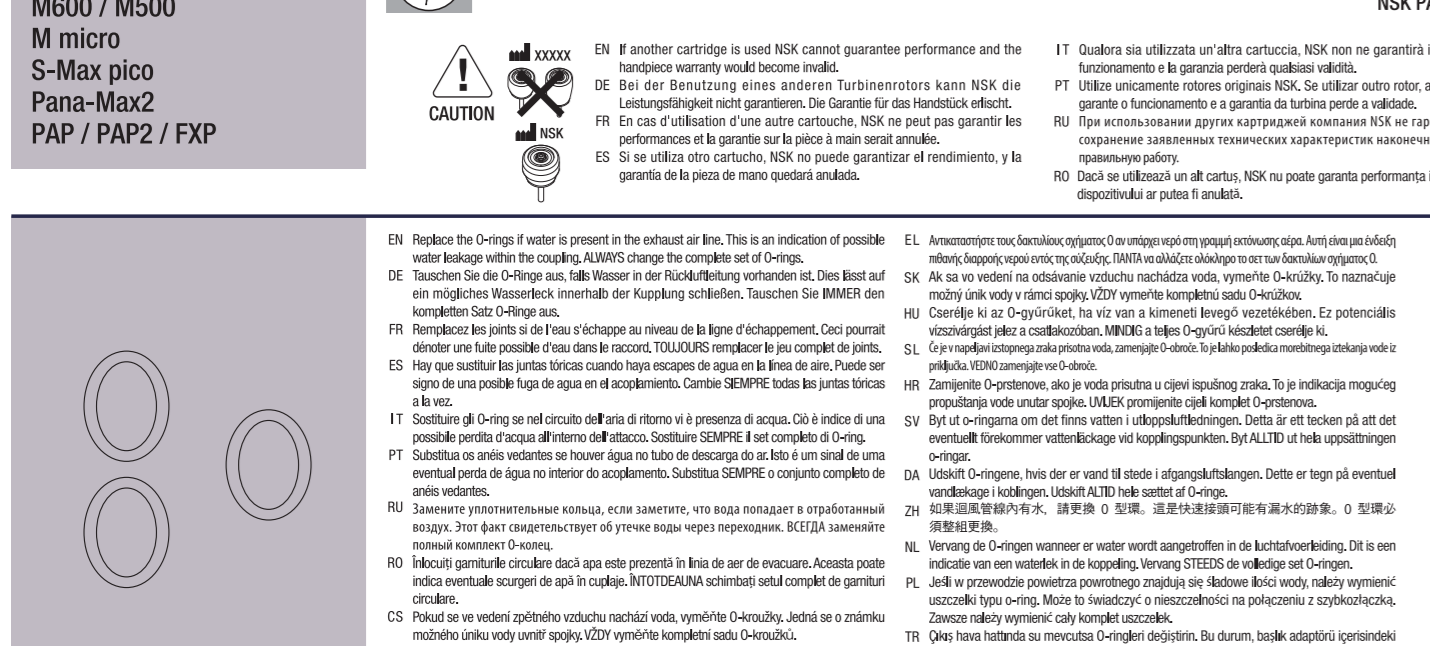 M600 / M500
M micro
S-Max pico
Pana-Max2
PAP / PAP2 / FXP
CAUTION
XXXXX
NSK
EN If another cartridge is used NSK cannot guarantee performance and the
handpiece warranty would become invalid.
DE Bei der Benutzung eines anderen Turbinenrotors kann NSK die
Leistungsfähigkeit nicht garantieren. Die Garantie für das Handstück erlischt.
FR En cas d'utilisation d'une autre cartouche, NSK ne peut pas garantir les
performances et la garantie sur la pièce à main serait annulée.
ES Si se utiliza otro cartucho, NSK no puede garantizar el rendimiento, y la
garantía de la pieza de mano quedará anulada.
NSK PA
IT Qualora sia utilizzata un'altra cartuccia, NSK non ne garantirà i
funzionamento e la garanzia perderà qualsiasi validità.
PT Utilize unicamente rotores originais NSK. Se utilizar outro rotor, a
garante o funcionamento e a garantia da turbina perde a validade.
RU При использовании других картриджей компания NSK не гар
сохранение заявленных технических характеристик наконечн
правильную работу.
RO Dacă se utilizează un alt cartuş, NSK nu poate garanta performanţa i
dispozitivului ar putea fi anulată.
EN Replace the O-rings if water is present in the exhaust air line. This is an indication of possible
water leakage within the coupling. ALWAYS change the complete set of O-rings.
DE Tauschen Sie die O-Ringe aus, falls Wasser in der Rückluftleitung vorhanden ist. Dies lässt auf
ein mögliches Wasserleck innerhalb der Kupplung schließen. Tauschen Sie IMMER den
kompletten Satz O-Ringe aus.
FR Remplacez les joints si de l'eau s'échappe au niveau de la ligne d'échappement. Ceci pourrait
dénoter une fuite possible d'eau dans le raccord. TOUJOURS remplacer le jeu complet de joints.
ES Hay que sustituir las juntas tóricas cuando haya escapes de agua en la línea de aire. Puede ser
signo de una posible fuga de agua en el acoplamiento. Cambie SIEMPRE todas las juntas tóricas
a la vez.
IT Sostituire gli O-ring se nel circuito dell'aria di ritorno vi è presenza di acqua. Ciò è indice di una
possibile perdita d'acqua all'interno dell'attacco. Sostituire SEMPRE il set completo di O-ring.
PT Substitua os anéis vedantes se houver água no tubo de descarga do ar. Isto é um sinal de uma
eventual perda de água no interior do acoplamento. Substitua SEMPRE o conjunto completo de
anéis vedantes.
RU Замените уплотнительные кольца, если заметите, что вода попадает в отработанный
воздух. Этот факт свидетельствует об утечке воды через переходник. ВСЕГДА заменяйте
полный комплект O-колец.
RO Înlocuiţi garniturile circulare dacă apa este prezentă în linia de aer de evacuare. Aceasta poate
indica eventuale scurgeri de apă în cuplaje. ÎNTOTDEAUNA schimbaţi setul complet de garnituri
circulare.
CS Pokud se ve vedení zpětného vzduchu nachází voda, vyměňte O-kroužky. Jedná se o známku
možného úniku vody uvnitř spojky. VŽDY vyměňte kompletní sadu O-kroužků.
EL Αντικαταστήστε τους δακτυλίους σχήματος Ο αν υπάρχει νερό στη γραμμή εκτόνωσης αέρα. Αυτή είναι μια ένδειξη
πιθανής διαρροής νερού εντός της σύζευξης. ΠΑΝΤΑ να αλλάζετε ολόκληρο το σετ των δακτυλίων σχήματος Ο.
SK Ak sa vo vedení na odsávanie vzduchu nachádza voda, vymeňte O-krúžky. To naznačuje
možný únik vody v rámci spojky. VŽDY vymeňte kompletnú sadu O-krúžkov.
HU Cserélje ki az O-gyűrűket, ha víz van a kimeneti levegő vezetékében. Ez potenciális
vízszivárgást jelez a csatlakozóban. MINDIG a teljes O-gyűrű készletet cserélje ki.
SL Če je v napeljavi izstopnega zraka prisotna voda, zamenjajte O-obroče. To je lahko posledica morebitnega iztekanja vode iz
priključka. VEDNO zamenjajte vse O-obroče.
HR Zamijenite O-prstenove, ako je voda prisutna u cijevi ispušnog zraka. To je indikacija mogućeg
propuštanja vode unutar spojke. UVIJEK promijenite cijeli komplet O-prstenova.
SV Byt ut o-ringarna om det finns vatten i utloppsluftledningen. Detta är ett tecken på att det
eventuellt förekommer vattenläckage vid kopplingspunkten. Byt ALLTID ut hela uppsättningen
o-ringar.
DA Udskift O-ringene, hvis der er vand til stede i afgangsluftslangen. Dette er tegn på eventuel
vandlækage i koblingen. Udskift ALTID hele sættet af O-ringe.
ZH 如果迴風管線內有水，請更換 O 型環。這是快速接頭可能有漏水的跡象。O 型環必
須整組更換。
NL Vervang de O-ringen wanneer er water wordt aangetroffen in de luchtafvoerleiding. Dit is een
indicatie van een waterlek in de koppeling. Vervang STEEDS de volledige set O-ringen.
PL Jeśli w przewodzie powietrza powrotnego znajdują się śladowe ilości wody, należy wymienić
uszczelki typu o-ring. Może to świadczyć o nieszczelności na połączeniu z szybkozłączką.
Zawsze należy wymienić cały komplet uszczelek.
TR Çıkış hava hattında su mevcutsa O-ringleri değiştirin. Bu durum, başlık adaptörü içerisindeki